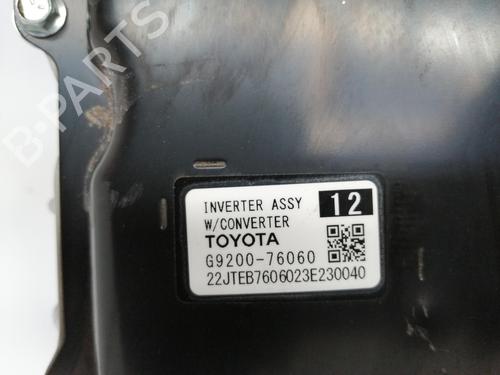 B-PARTS
INVERTER ASSY 12
W/CONVERTER
TOYOTA
G9200-76060
22JTEB7606023E230040